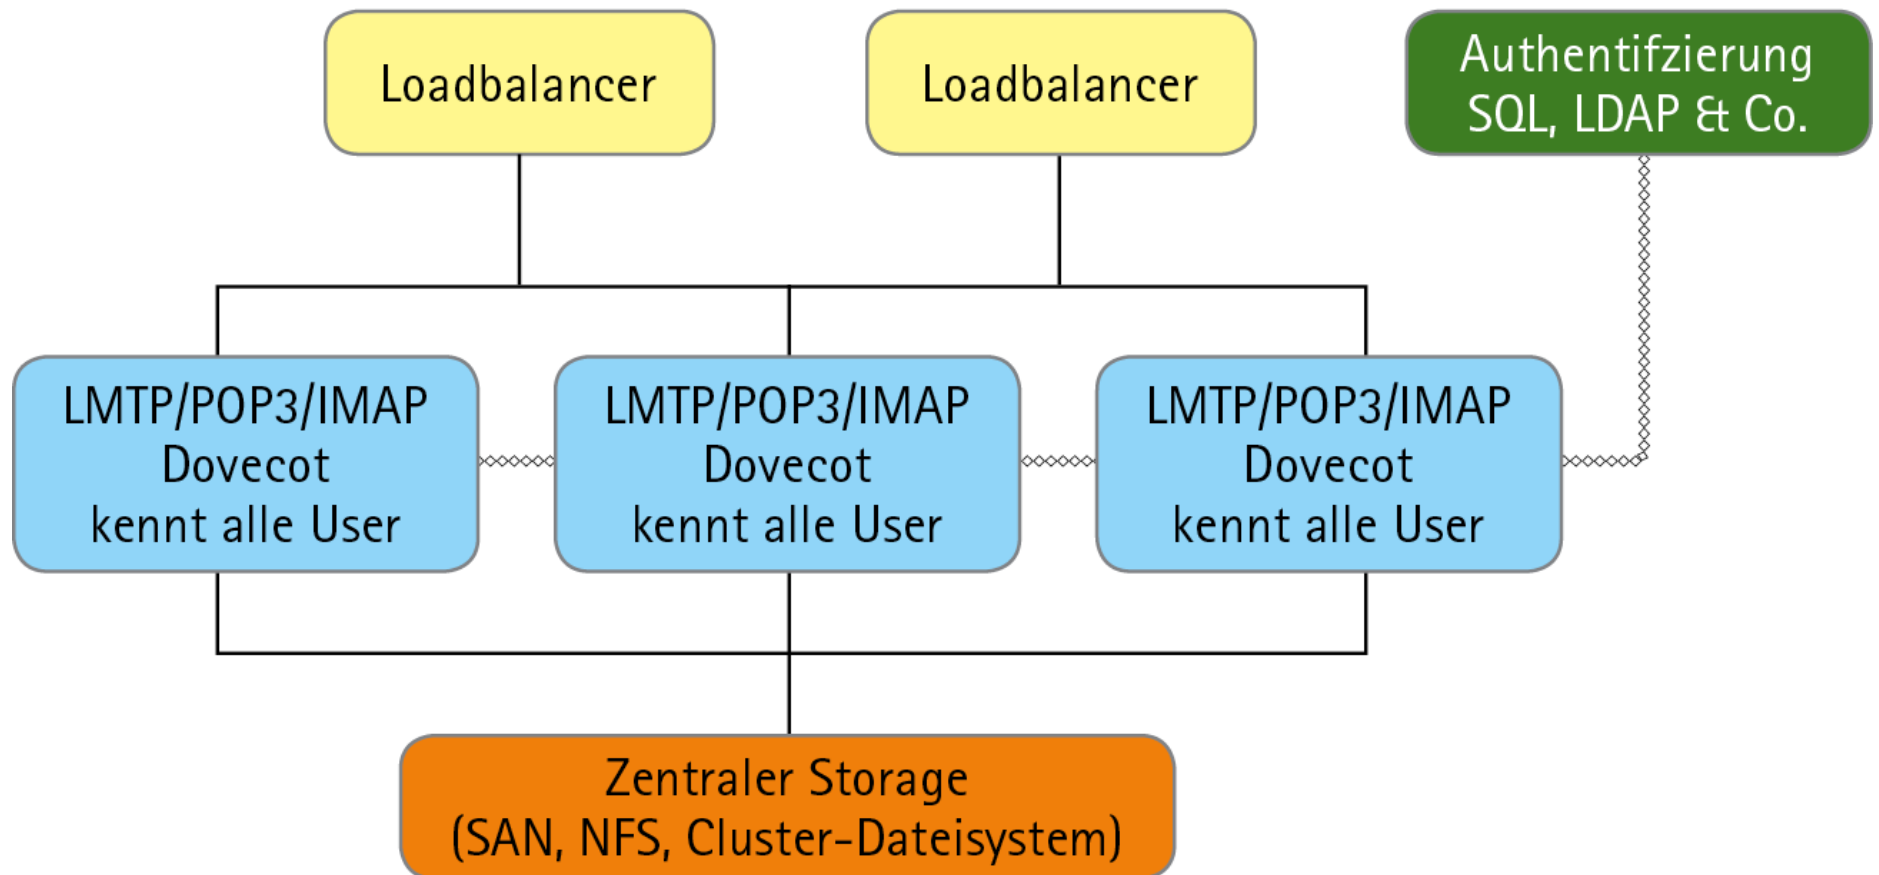 Loadbalancer
Loadbalancer
Authentifzierung
SQL, LDAP & Co.
LMTP/POP3/IMAP
Dovecot
kennt alle User
LMTP/POP3/IMAP
Dovecot
kennt alle User
LMTP/POP3/IMAP
Dovecot
kennt alle User
Zentraler Storage
(SAN, NFS, Cluster-Dateisystem)